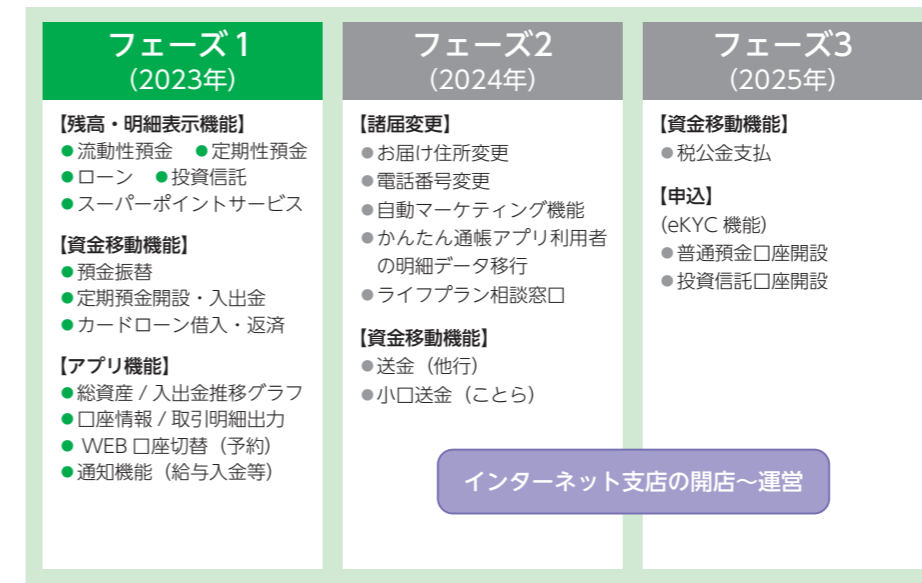 フェーズ1
(2023年)
【残高・明細表示機能】
●流動性預金 ●定期性預金
●ローン ●投資信託
●スーパーポイントサービス
【資金移動機能】
●預金振替
●定期預金開設・入出金
●カードローン借入・返済
【アプリ機能】
●総資産 / 入出金推移グラフ
●口座情報 / 取引明細出力
● WEB 口座切替（予約）
●通知機能（給与入金等）
フェーズ2
(2024年)
【諸届変更】
●お届け住所変更
●電話番号変更
●自動マーケティング機能
●かんたん通帳アプリ利用者
の明細データ移行
●ライフプラン相談窓口
【資金移動機能】
●送金（他行）
●小口送金（ことら）
フェーズ3
(2025年)
【資金移動機能】
●税公金支払
【申込】
(eKYC 機能)
●普通預金口座開設
●投資信託口座開設
インターネット支店の開店〜運営